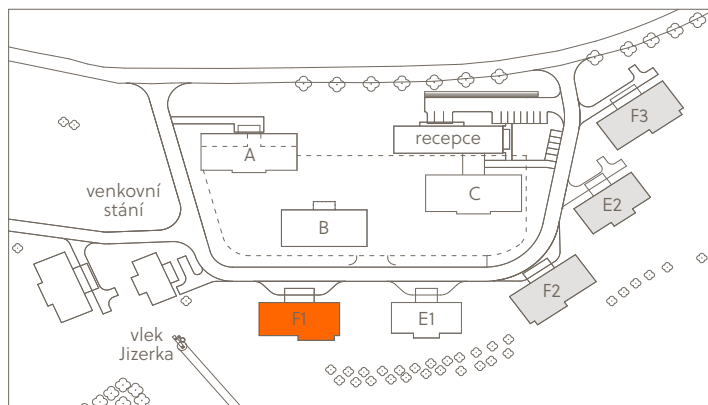 F3
recepce
A
venkovní
stání
C
E2
B
F2
F1
E1
vlek
Jizerka